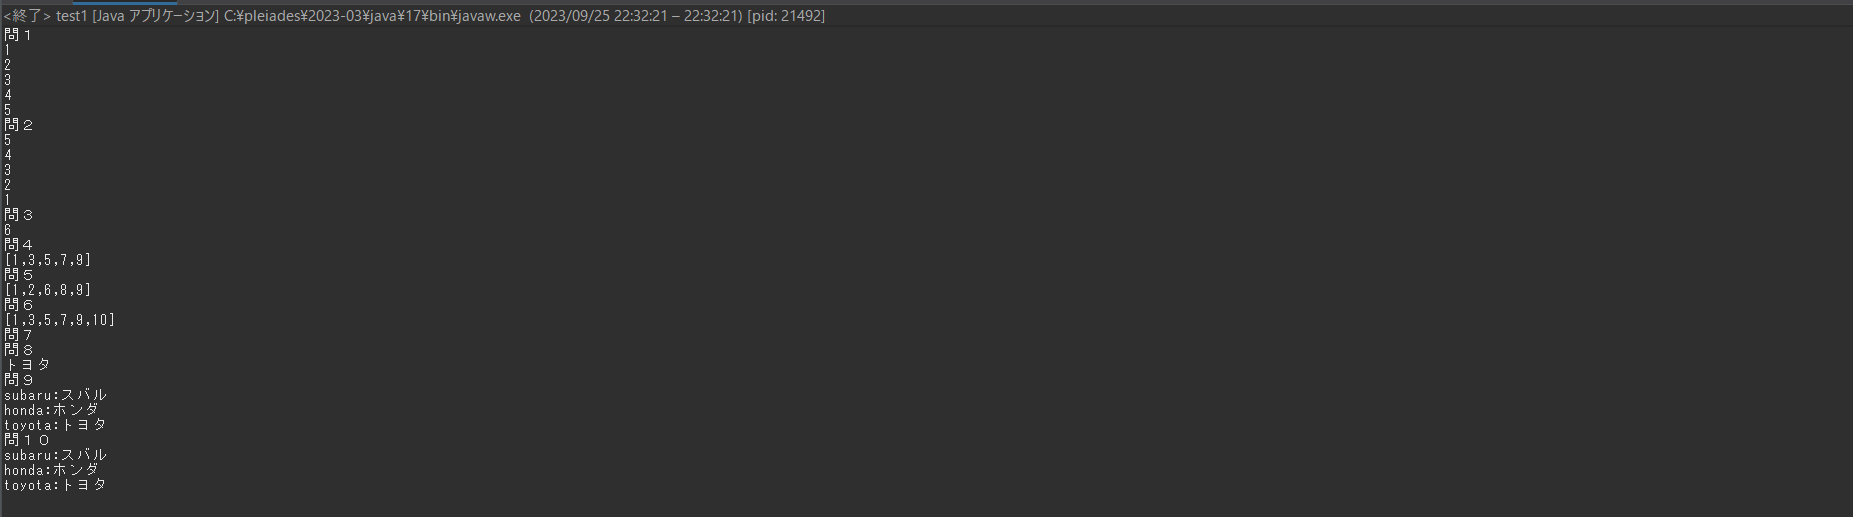 <終了> test1 [Java アプリケーション] C:¥pleiades¥2023-03¥java¥17¥bin¥javaw.exe (2023/09/25 22:32:21 – 22:32:21) [pid: 21492]
問１
1
2
3
4
5
問２
5
4
3
2
1
問３
6
問４
[1,3,5,7,9]
問５
[1,2,6,8,9]
問６
[1,3,5,7,9,10]
問７
問８
トヨタ
問９
subaru:スバル
honda:ホンダ
toyota:トヨタ
問１０
subaru:スバル
honda:ホンダ
toyota:トヨタ